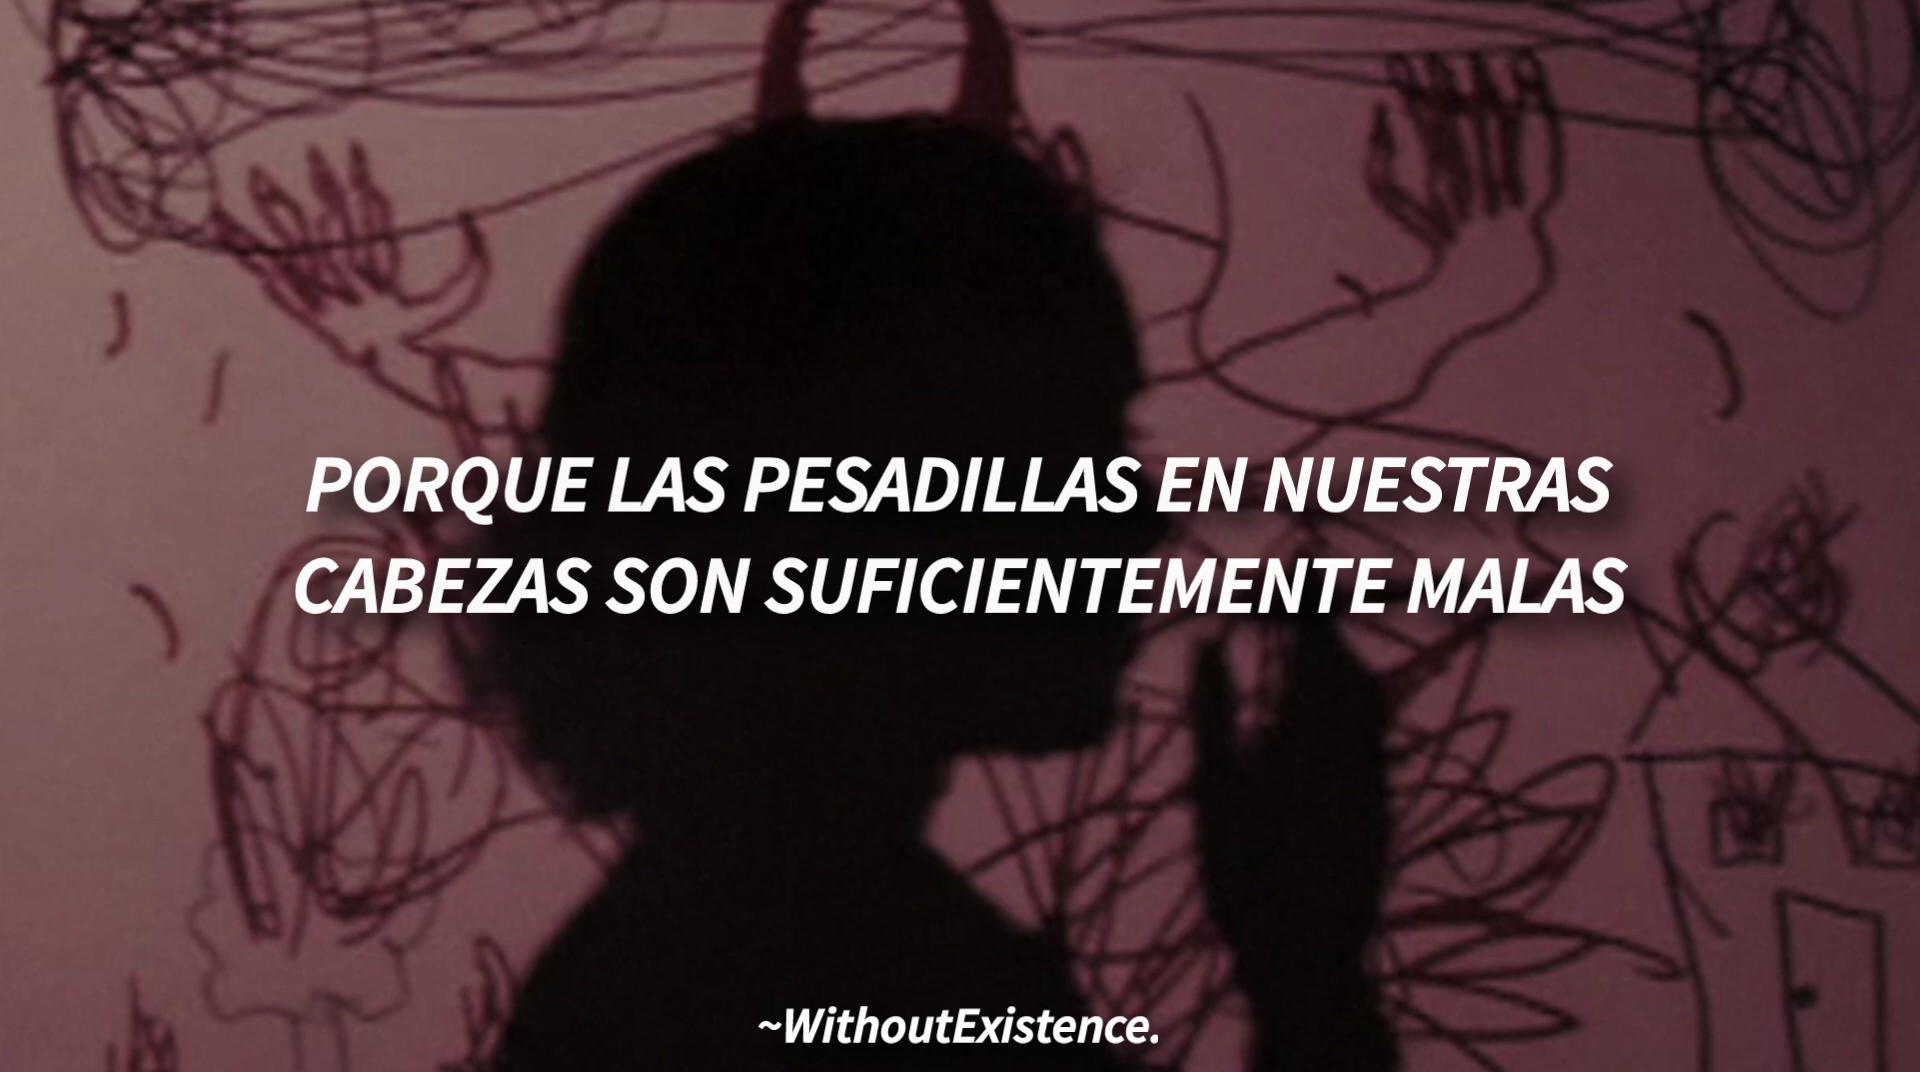 PORQUE LAS PESADILLAS EN NUESTRAS
CABEZAS SON SUFICIENTEMENTE MALAS
~WithoutExistence.